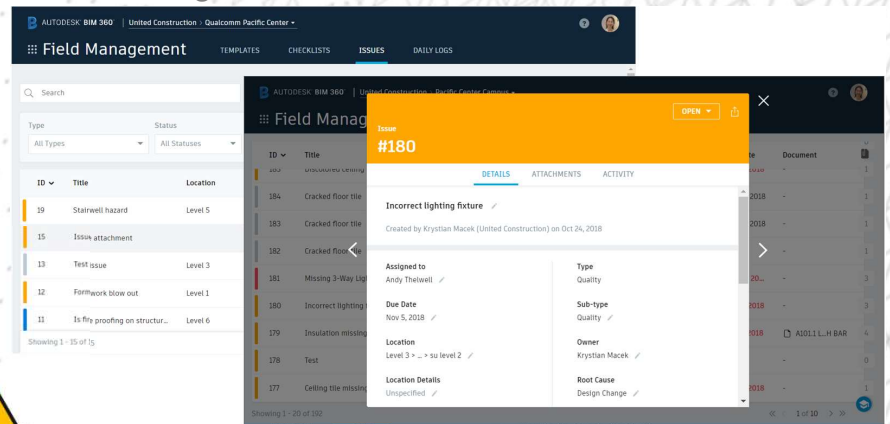 AUTODESK BIM 360 | United Construction > Qualcomm Pacific Center
Field Management TEMPLATES CHECKLISTS ISSUES DAILY LOGS
Search
Type Status
All Types All Statuses
ID Title Location
19 Stairwell hazard Level 5
15 Issue attachment
13 Test issue Level 3
12 Formwork blow out Level 1
11 Is fire proofing on structur... Level 6
Showing 1 - 15 of 15
AUTODESK BIM 360 | United Construction > Pacific Center Campus
Field Manag
ID Title Document
184 Cracked floor tile 2018 - 1
183 Cracked floor tile 2018 - 1
182 Cracked floor tile - 1
181 Missing 3-Way Lig 20... - 3
180 Incorrect lighting 2018 - 3
179 Insulation missing 2018 A101.1 L...H BAR 4
178 Test - 0
177 Ceiling tile missing 2018 - 1
Showing 1 - 20 of 192 1 of 10
OPEN
Issue
#180
DETAILS ATTACHMENTS ACTIVITY
Incorrect lighting fixture
Created by Krystian Macek (United Construction) on Oct 24, 2018
Assigned to Type
Andy Thelwell Quality
Due Date Sub-type
Nov 5, 2018 Quality
Location Owner
Level 3 > ... > su level 2 Krystian Macek
Location Details Root Cause
Unspecified Design Change